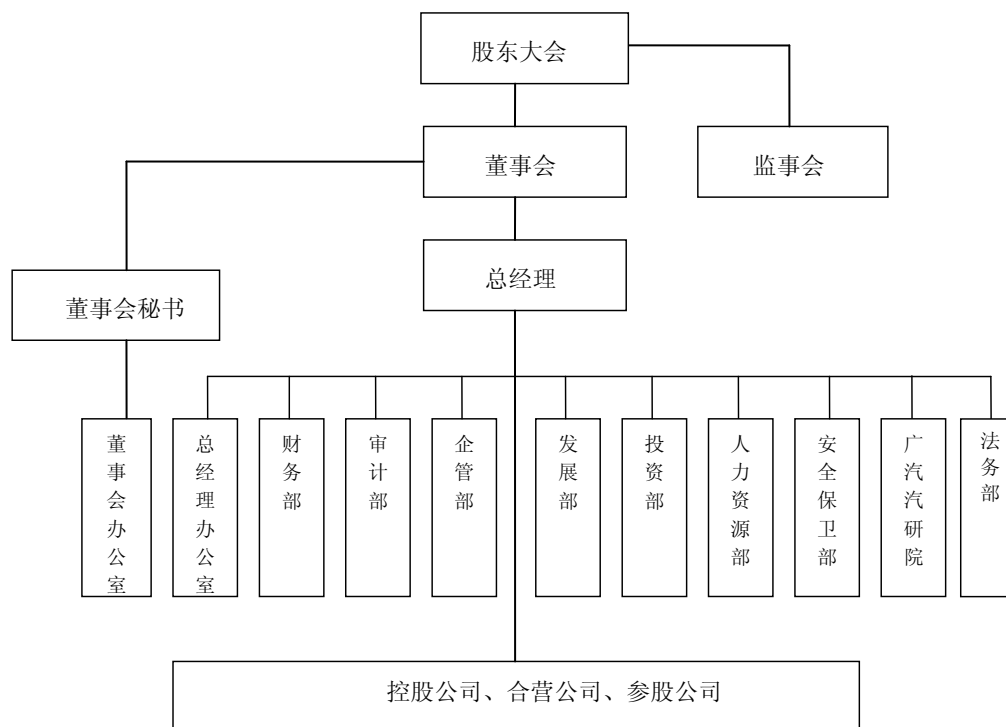 股东大会
董事会
监事会
总经理
董事会秘书
董事会办公室
总经理办公室
财务部
审计部
企管部
发展部
投资部
人力资源部
安全保卫部
广汽汽研院
法务部
控股公司、合营公司、参股公司